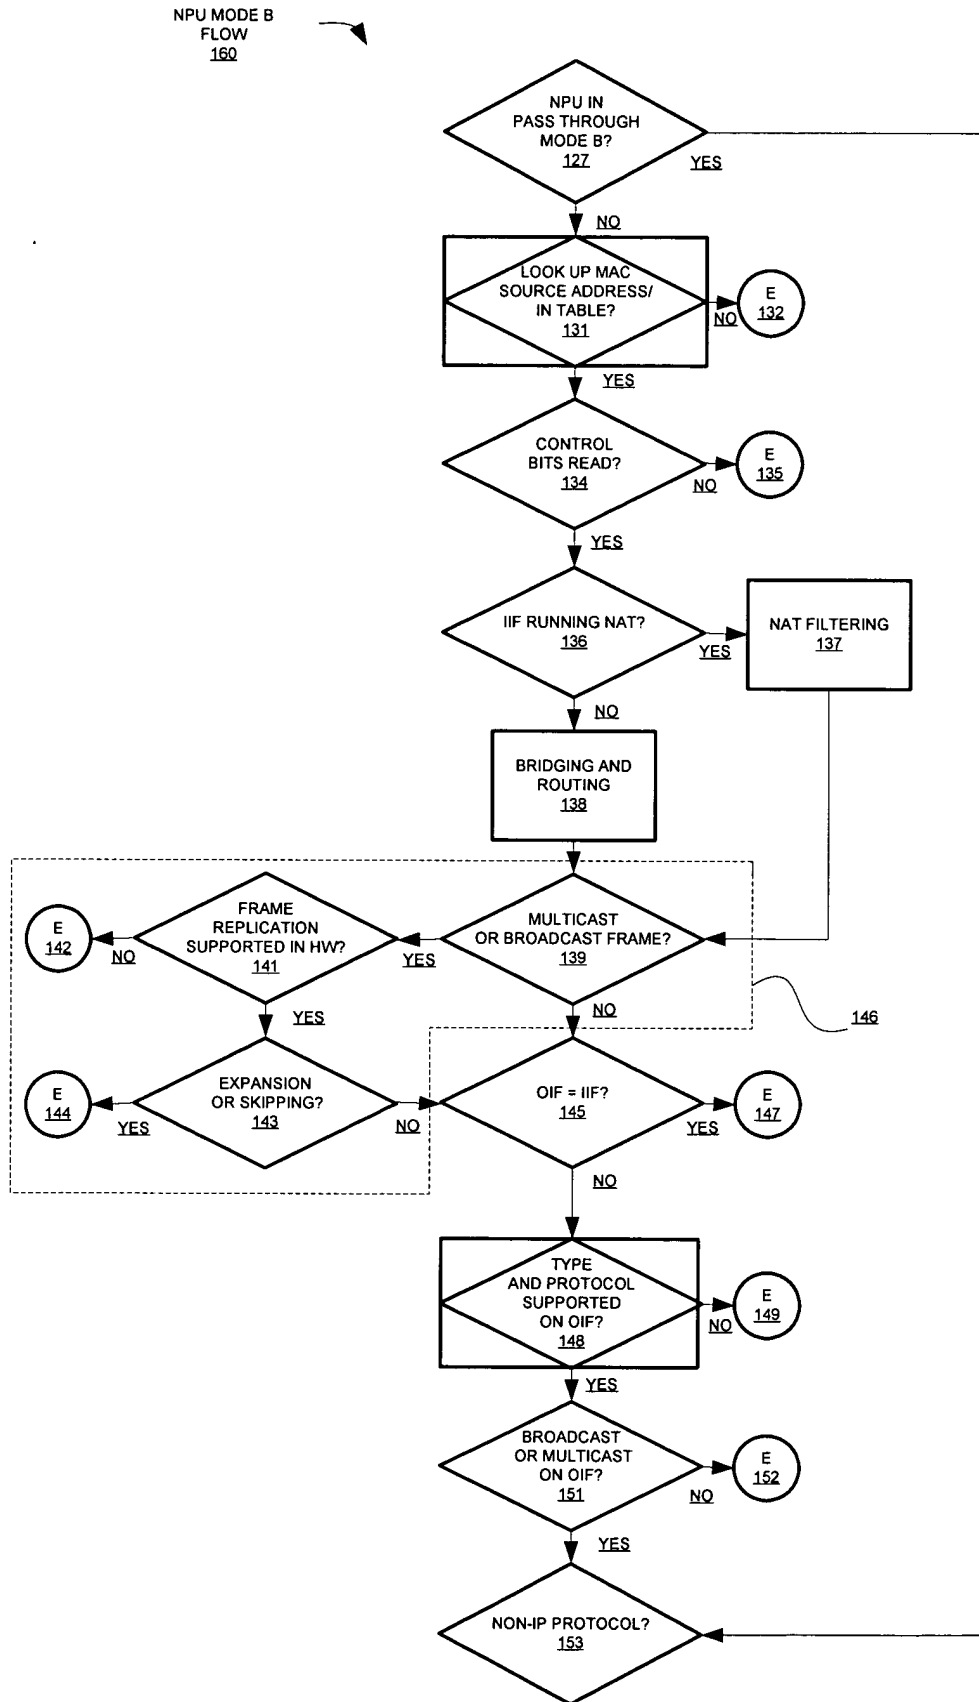 NPU MODE B
FLOW
160
NPU IN
PASS THROUGH
MODE B?
127
YES
NO
LOOK UP MAC
SOURCE ADDRESS/
IN TABLE?
131
NO
E
132
YES
CONTROL
BITS READ?
134
NO
E
135
YES
IIF RUNNING NAT?
136
YES
NAT FILTERING
137
NO
BRIDGING AND
ROUTING
138
FRAME
REPLICATION
SUPPORTED IN HW?
141
E
142
NO
YES
MULTICAST
OR BROADCAST FRAME?
139
YES
NO
146
E
144
YES
EXPANSION
OR SKIPPING?
143
NO
OIF = IIF?
145
YES
E
147
NO
TYPE
AND PROTOCOL
SUPPORTED
ON OIF?
148
NO
E
149
YES
BROADCAST
OR MULTICAST
ON OIF?
151
NO
E
152
YES
NON-IP PROTOCOL?
153